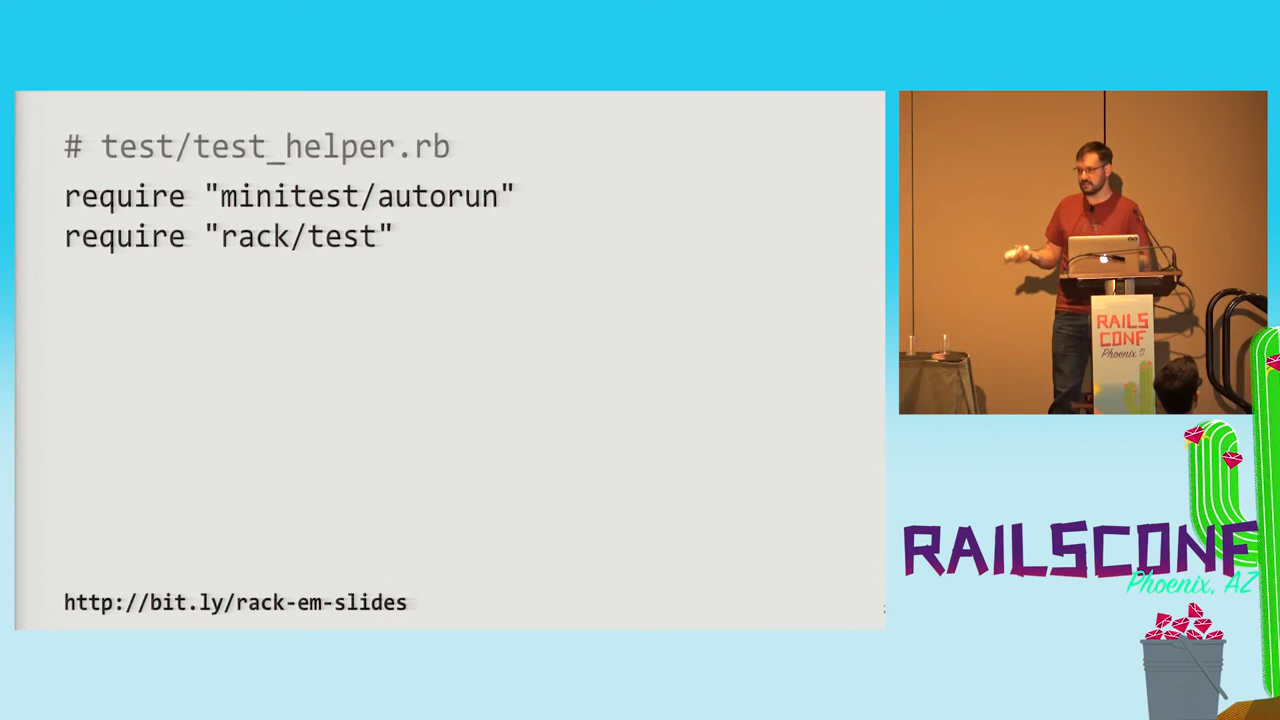 # test/test_helper.rb
require "minitest/autorun"
require "rack/test"
http://bit.ly/rack-em-slides
RAILS
CONF
Phoenix
RAILSCONF
Phoenix, AZ